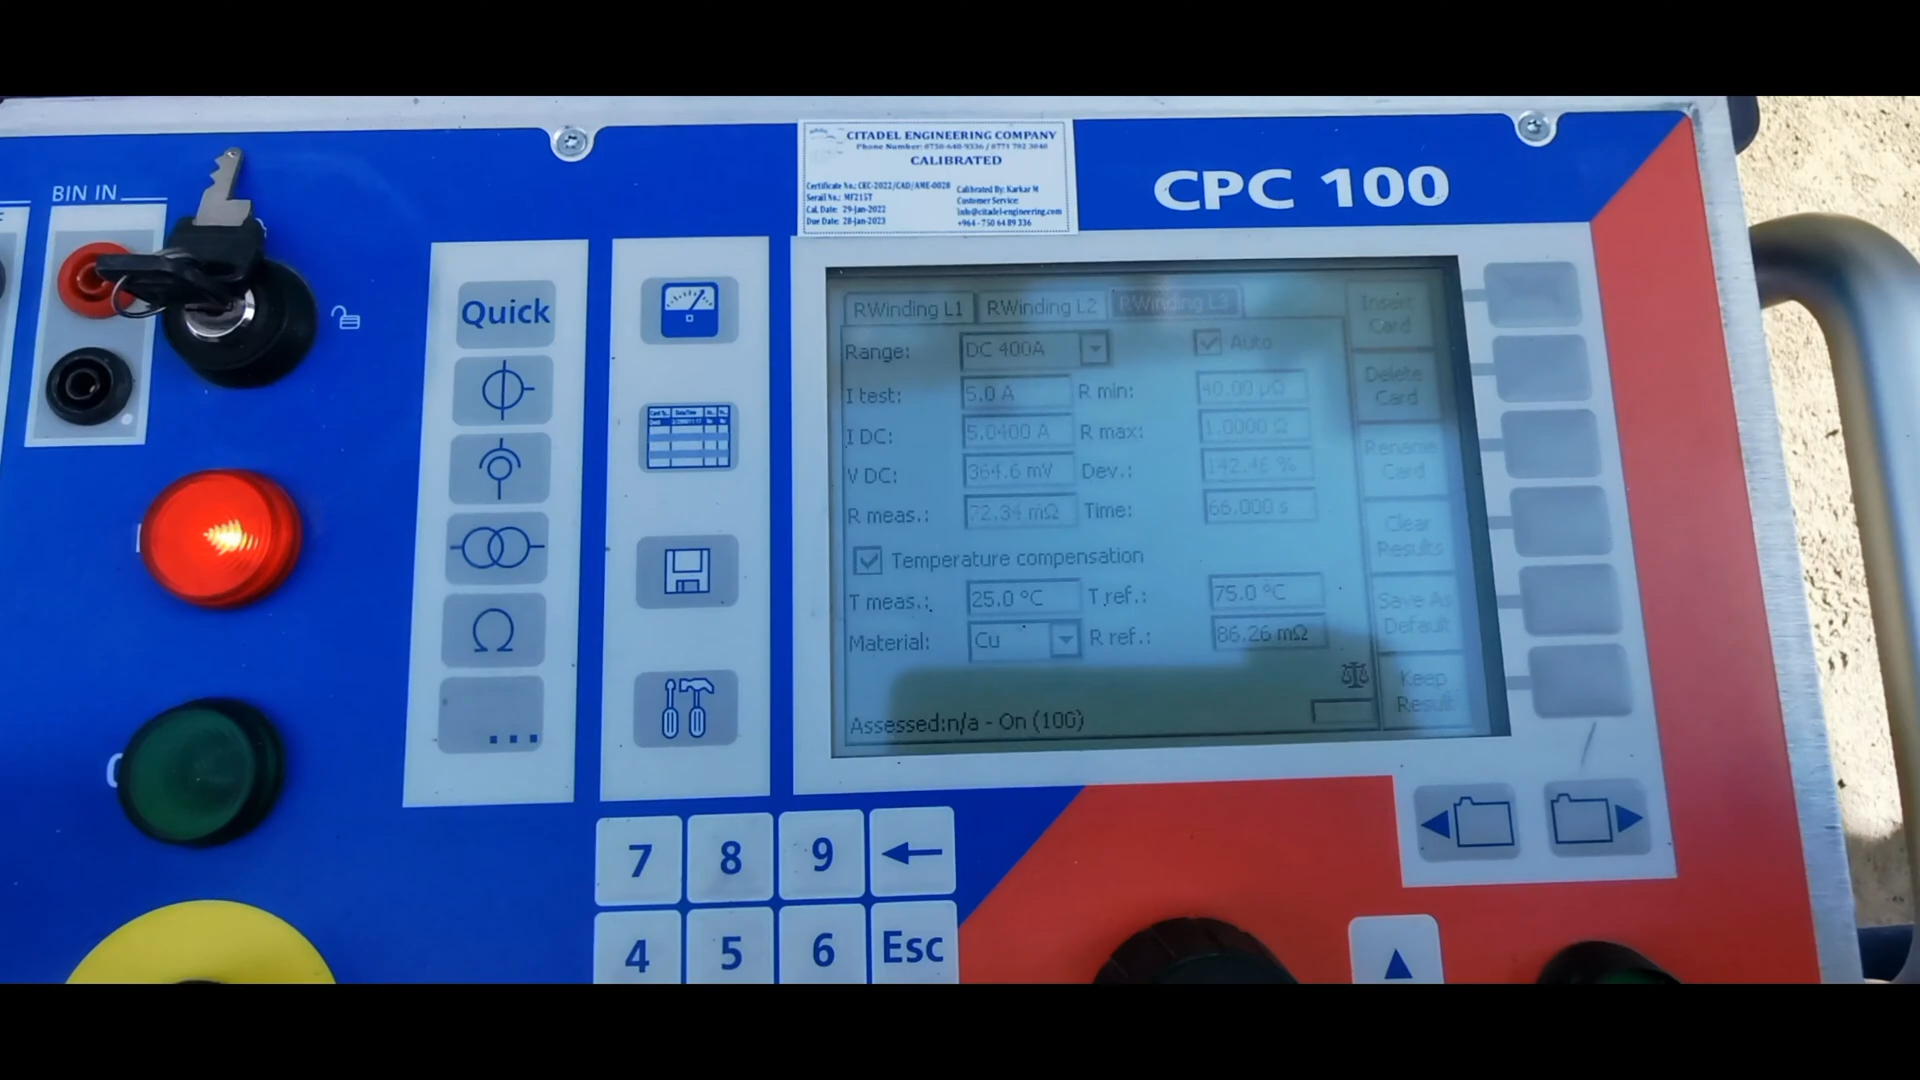 CITADEL ENGINEERING COMPANY
Phone Number: 0750-648-9336 / 0771 702 3040
CALIBRATED
Certificate No.: CEC-2022/CAD/AME-0028
Serail No.: MF215T
Cal. Date: 29-Jan-2022
Due Date: 28-Jan-2023
Calibrated By: Karkar M
Customer Service:
info@citadel-engineering.com
+964 - 750 64 89 336
CPC 100
BIN IN
Quick
Ω
...
RWinding L1 RWinding L2 RWinding L3
Range: DC 400A Auto
I test: 5.0 A R min: 40.00 µΩ
I DC: 5.0400 A R max: 1.0000 Ω
V DC: 364.6 mV Dev.: 142.46 %
R meas.: 72.34 mΩ Time: 66.000 s
Temperature compensation
T meas.: 25.0 °C T ref.: 75.0 °C
Material: Cu R ref.: 86.26 mΩ
Assessed:n/a - On (100)
Insert
Card
Delete
Card
Rename
Card
Clear
Results
Save As
Default
Keep
Result
7 8 9
4 5 6 Esc